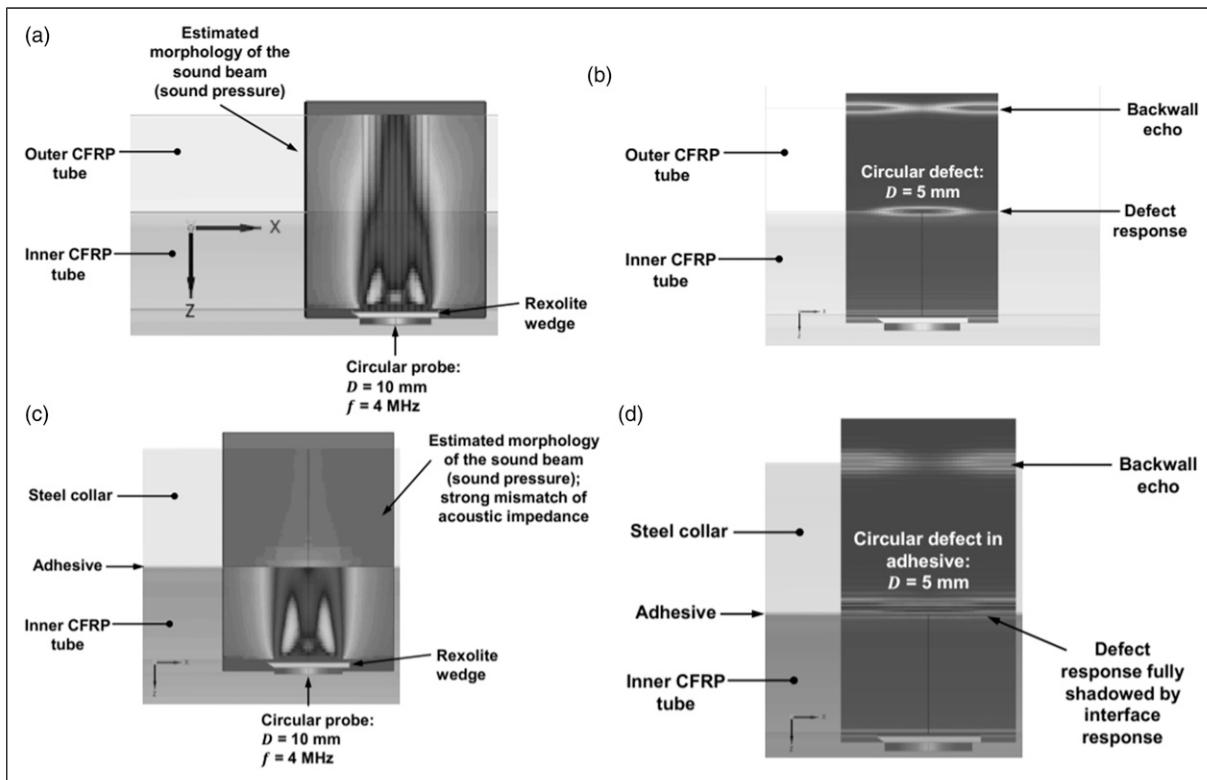 (a)
Estimated
morphology of the
sound beam
(sound pressure)
Outer CFRP
tube
X
Inner CFRP
tube
Z
Rexolite
wedge
Circular probe:
D = 10 mm
f = 4 MHz
(b)
Backwall
echo
Outer CFRP
tube
Circular defect:
D = 5 mm
Defect
response
Inner CFRP
tube
(c)
Estimated morphology
of the sound beam
(sound pressure);
strong mismatch of
acoustic impedance
Steel collar
Adhesive
Inner CFRP
tube
Rexolite
wedge
Circular probe:
D = 10 mm
f = 4 MHz
(d)
Backwall
echo
Steel collar
Circular defect in
adhesive:
D = 5 mm
Adhesive
Inner CFRP
tube
Defect
response fully
shadowed by
interface
response